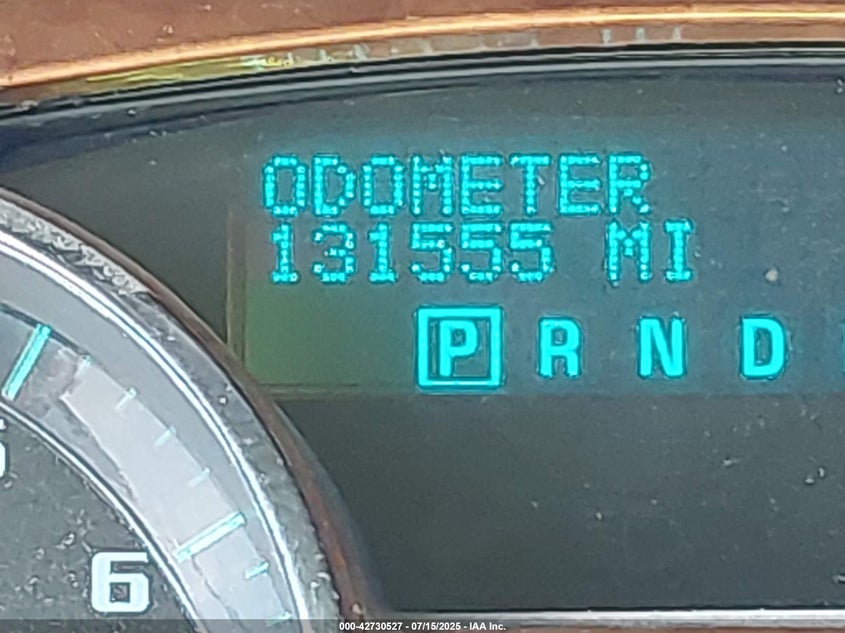 ODOMETER
131555 MI
P R N D
6
000-42730527 - 07/15/2025 - IAA Inc.